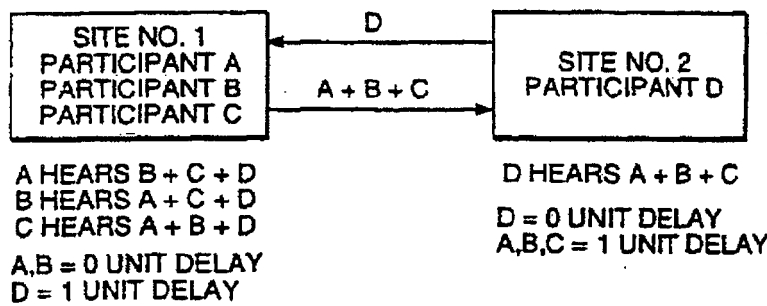 SITE NO. 1
PARTICIPANT A
PARTICIPANT B
PARTICIPANT C
D
A + B + C
SITE NO. 2
PARTICIPANT D
A HEARS B + C + D
B HEARS A + C + D
C HEARS A + B + D
A,B = 0 UNIT DELAY
D = 1 UNIT DELAY
D HEARS A + B + C
D = 0 UNIT DELAY
A,B,C = 1 UNIT DELAY